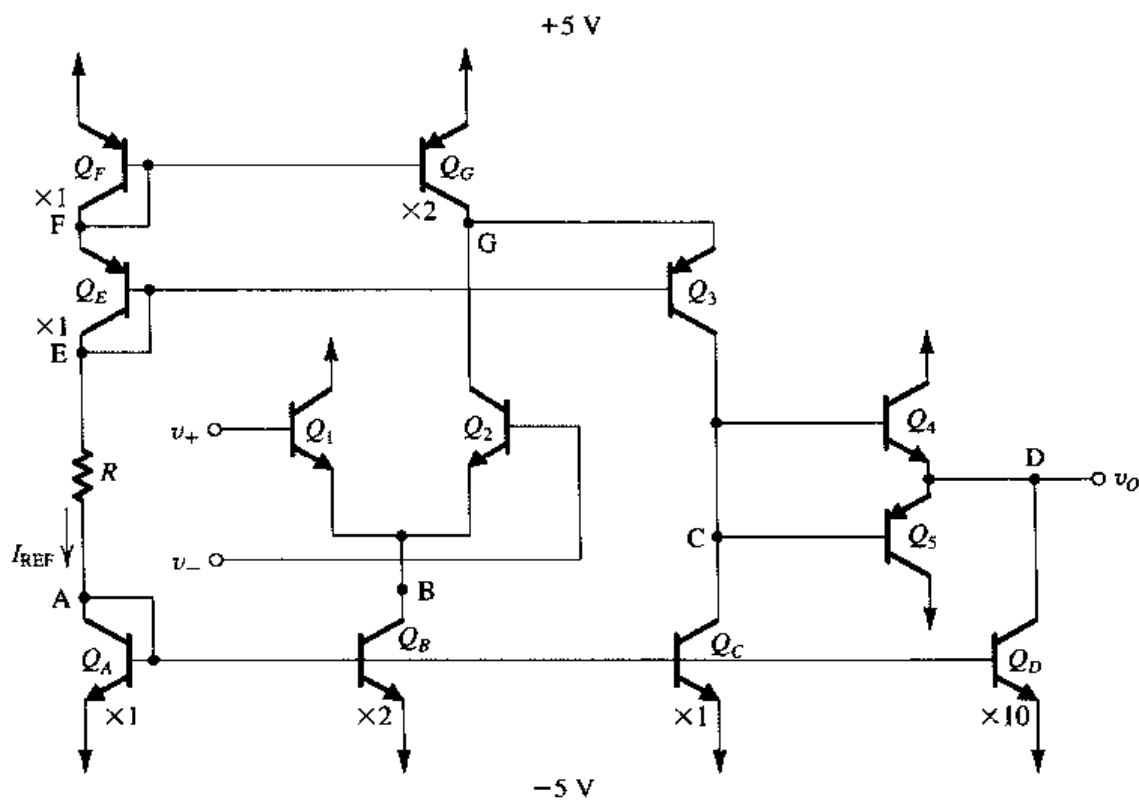 +5 V
Q_F
Q_G
×1
×2
F
G
Q_E
Q_3
×1
E
v_+
Q_1
Q_2
Q_4
R
D
v_O
I_REF
C
Q_5
v_−
A
B
Q_A
Q_B
Q_C
Q_D
×1
×2
×1
×10
−5 V